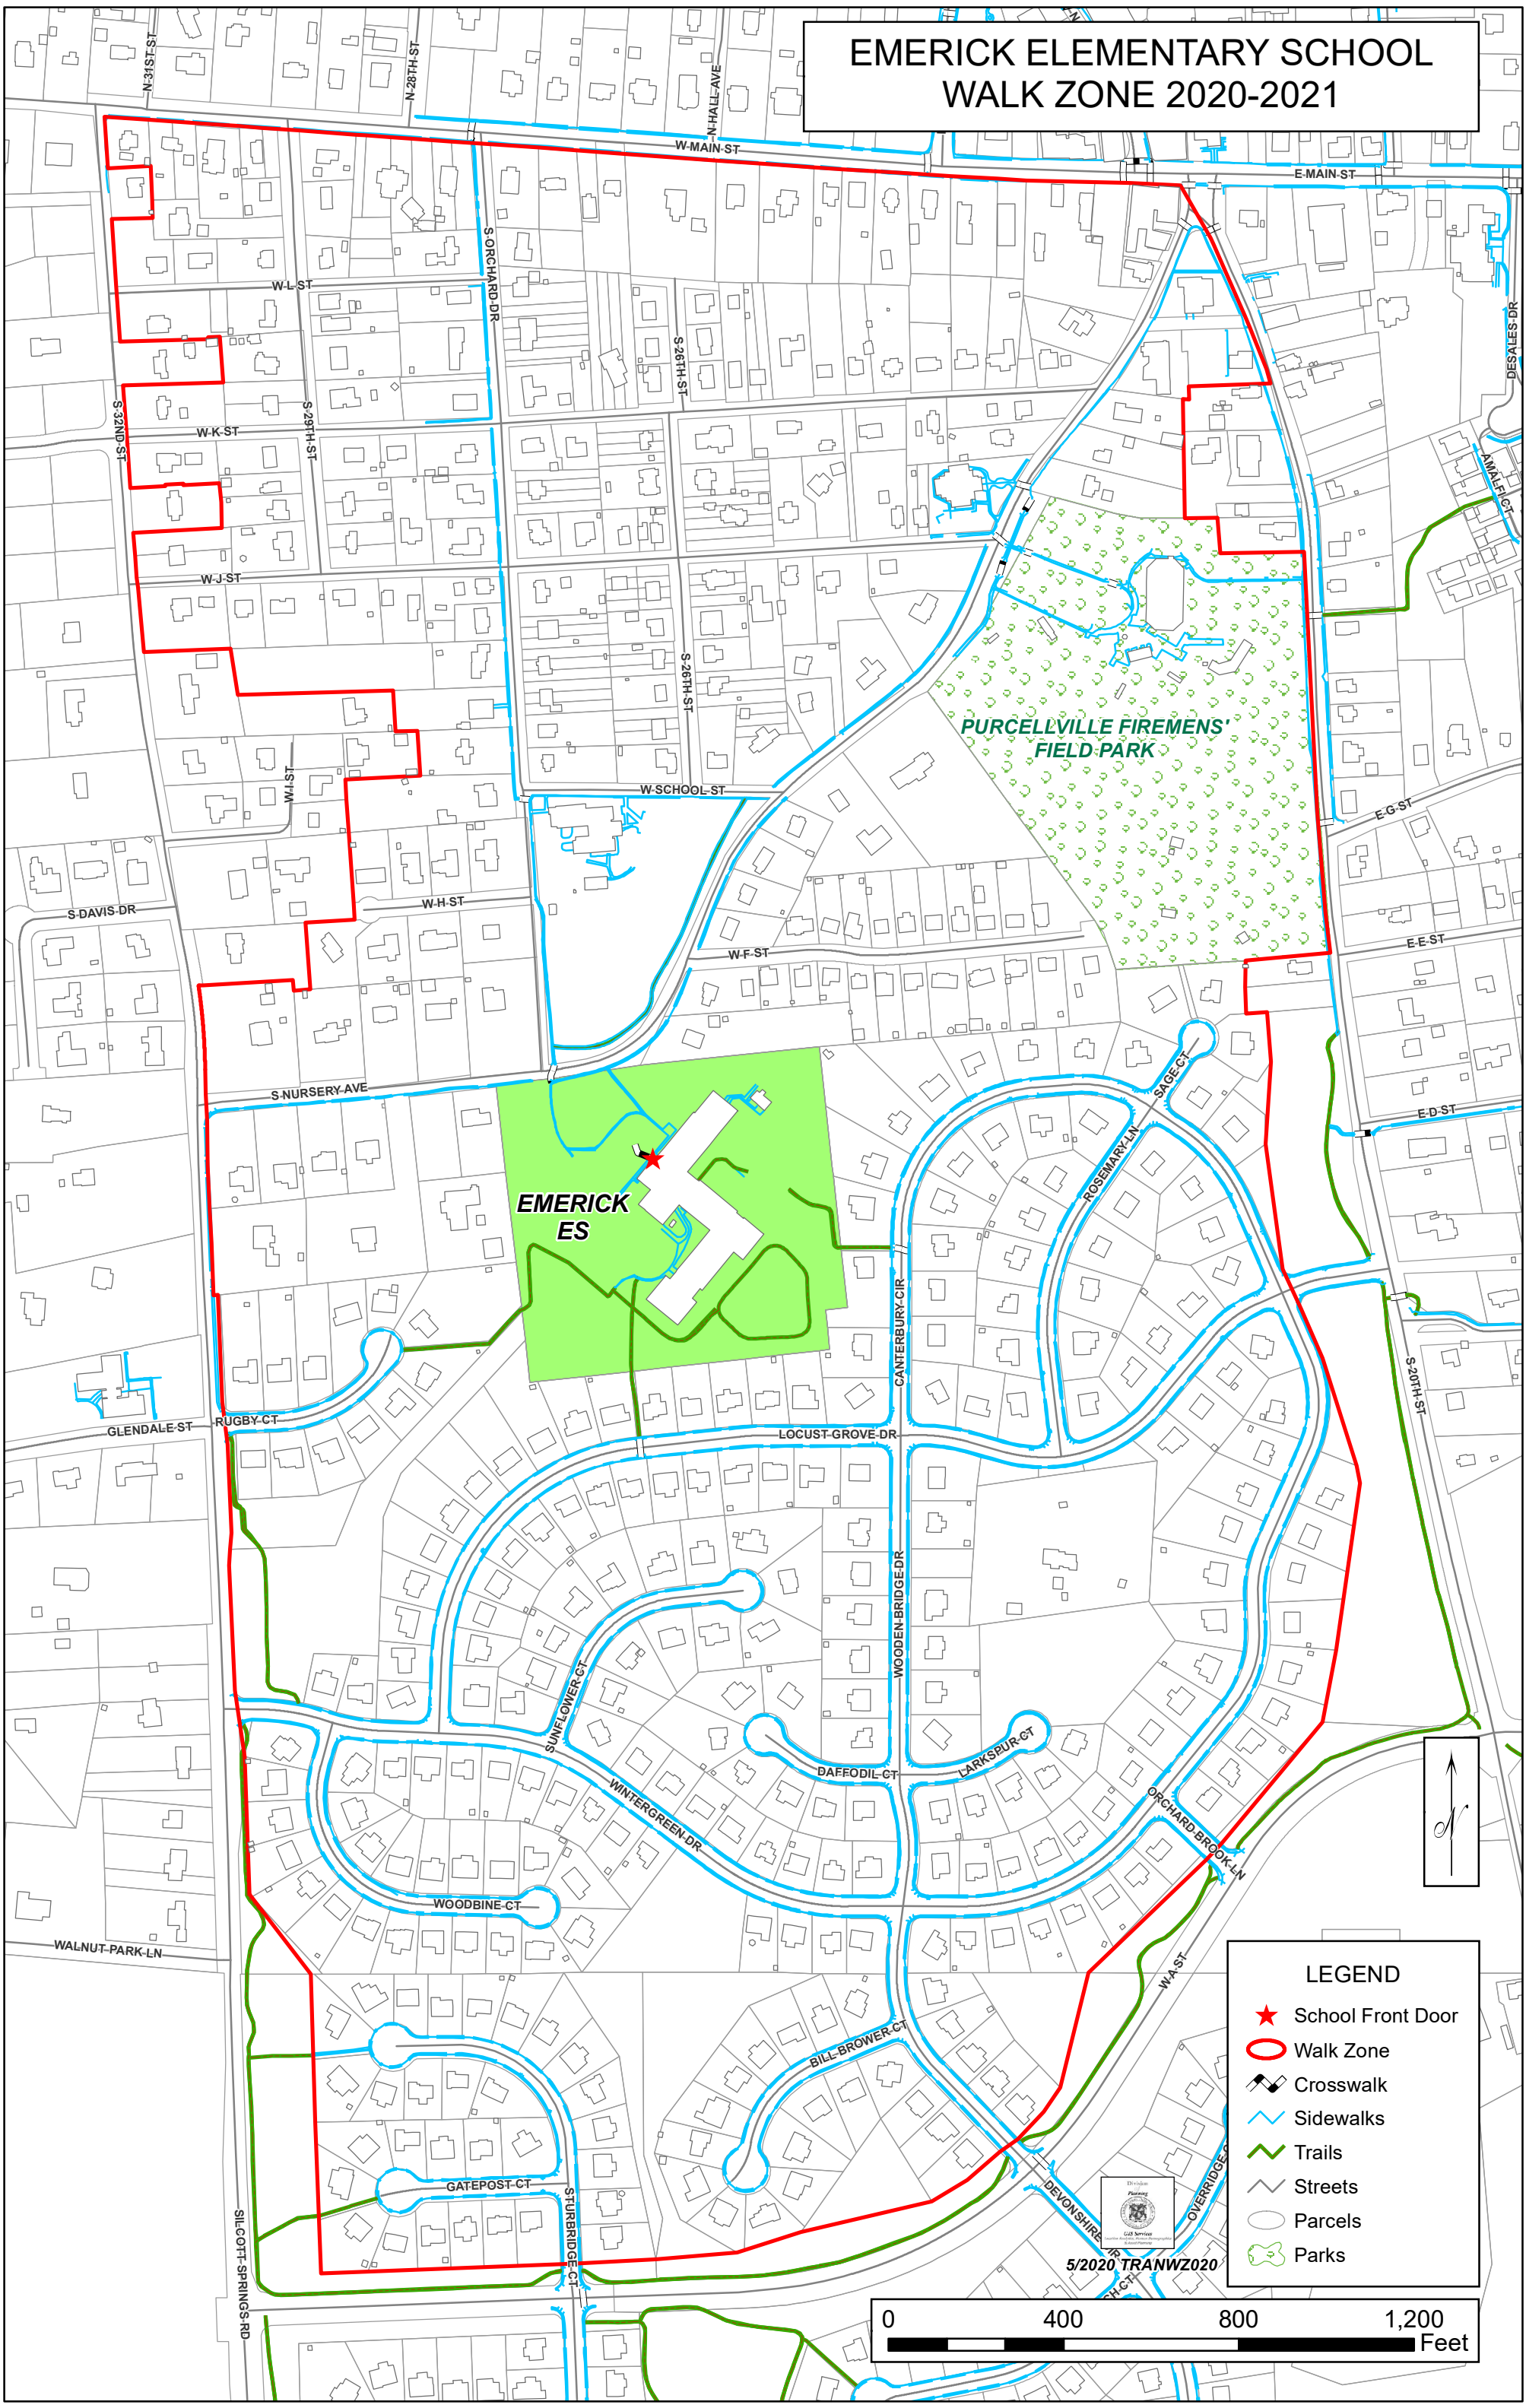 EMERICK ELEMENTARY SCHOOL
WALK ZONE 2020-2021
N 31ST ST
N 28TH ST
N HALL AVE
W MAIN ST
E MAIN ST
S ORCHARD DR
W L ST
S 26TH ST
DESALES DR
S 32ND ST
S 29TH ST
W K ST
AMALFI CT
W J ST
S 26TH ST
PURCELLVILLE FIREMENS'
FIELD PARK
W I ST
W SCHOOL ST
E G ST
S DAVIS DR
W H ST
W F ST
E E ST
S NURSERY AVE
SAGE CT
E D ST
ROSEMARY LN
EMERICK
ES
CANTERBURY CIR
S 20TH ST
GLENDALE ST
RUGBY CT
LOCUST GROVE DR
WOODEN BRIDGE DR
SUNFLOWER CT
DAFFODIL CT
LARKSPUR CT
WINTERGREEN DR
ORCHARD BROOK LN
N
WOODBINE CT
WALNUT PARK LN
W A ST
BILL BROWER CT
GATEPOST CT
STURBRIDGE CT
SILCOTT SPRINGS RD
DEVONSHIRE CIR
LEGEND
School Front Door
Walk Zone
Crosswalk
Sidewalks
Trails
Streets
Parcels
Parks
Division
Planning
GIS Services
5/2020 TRANWZ020
0 400 800 1,200
Feet